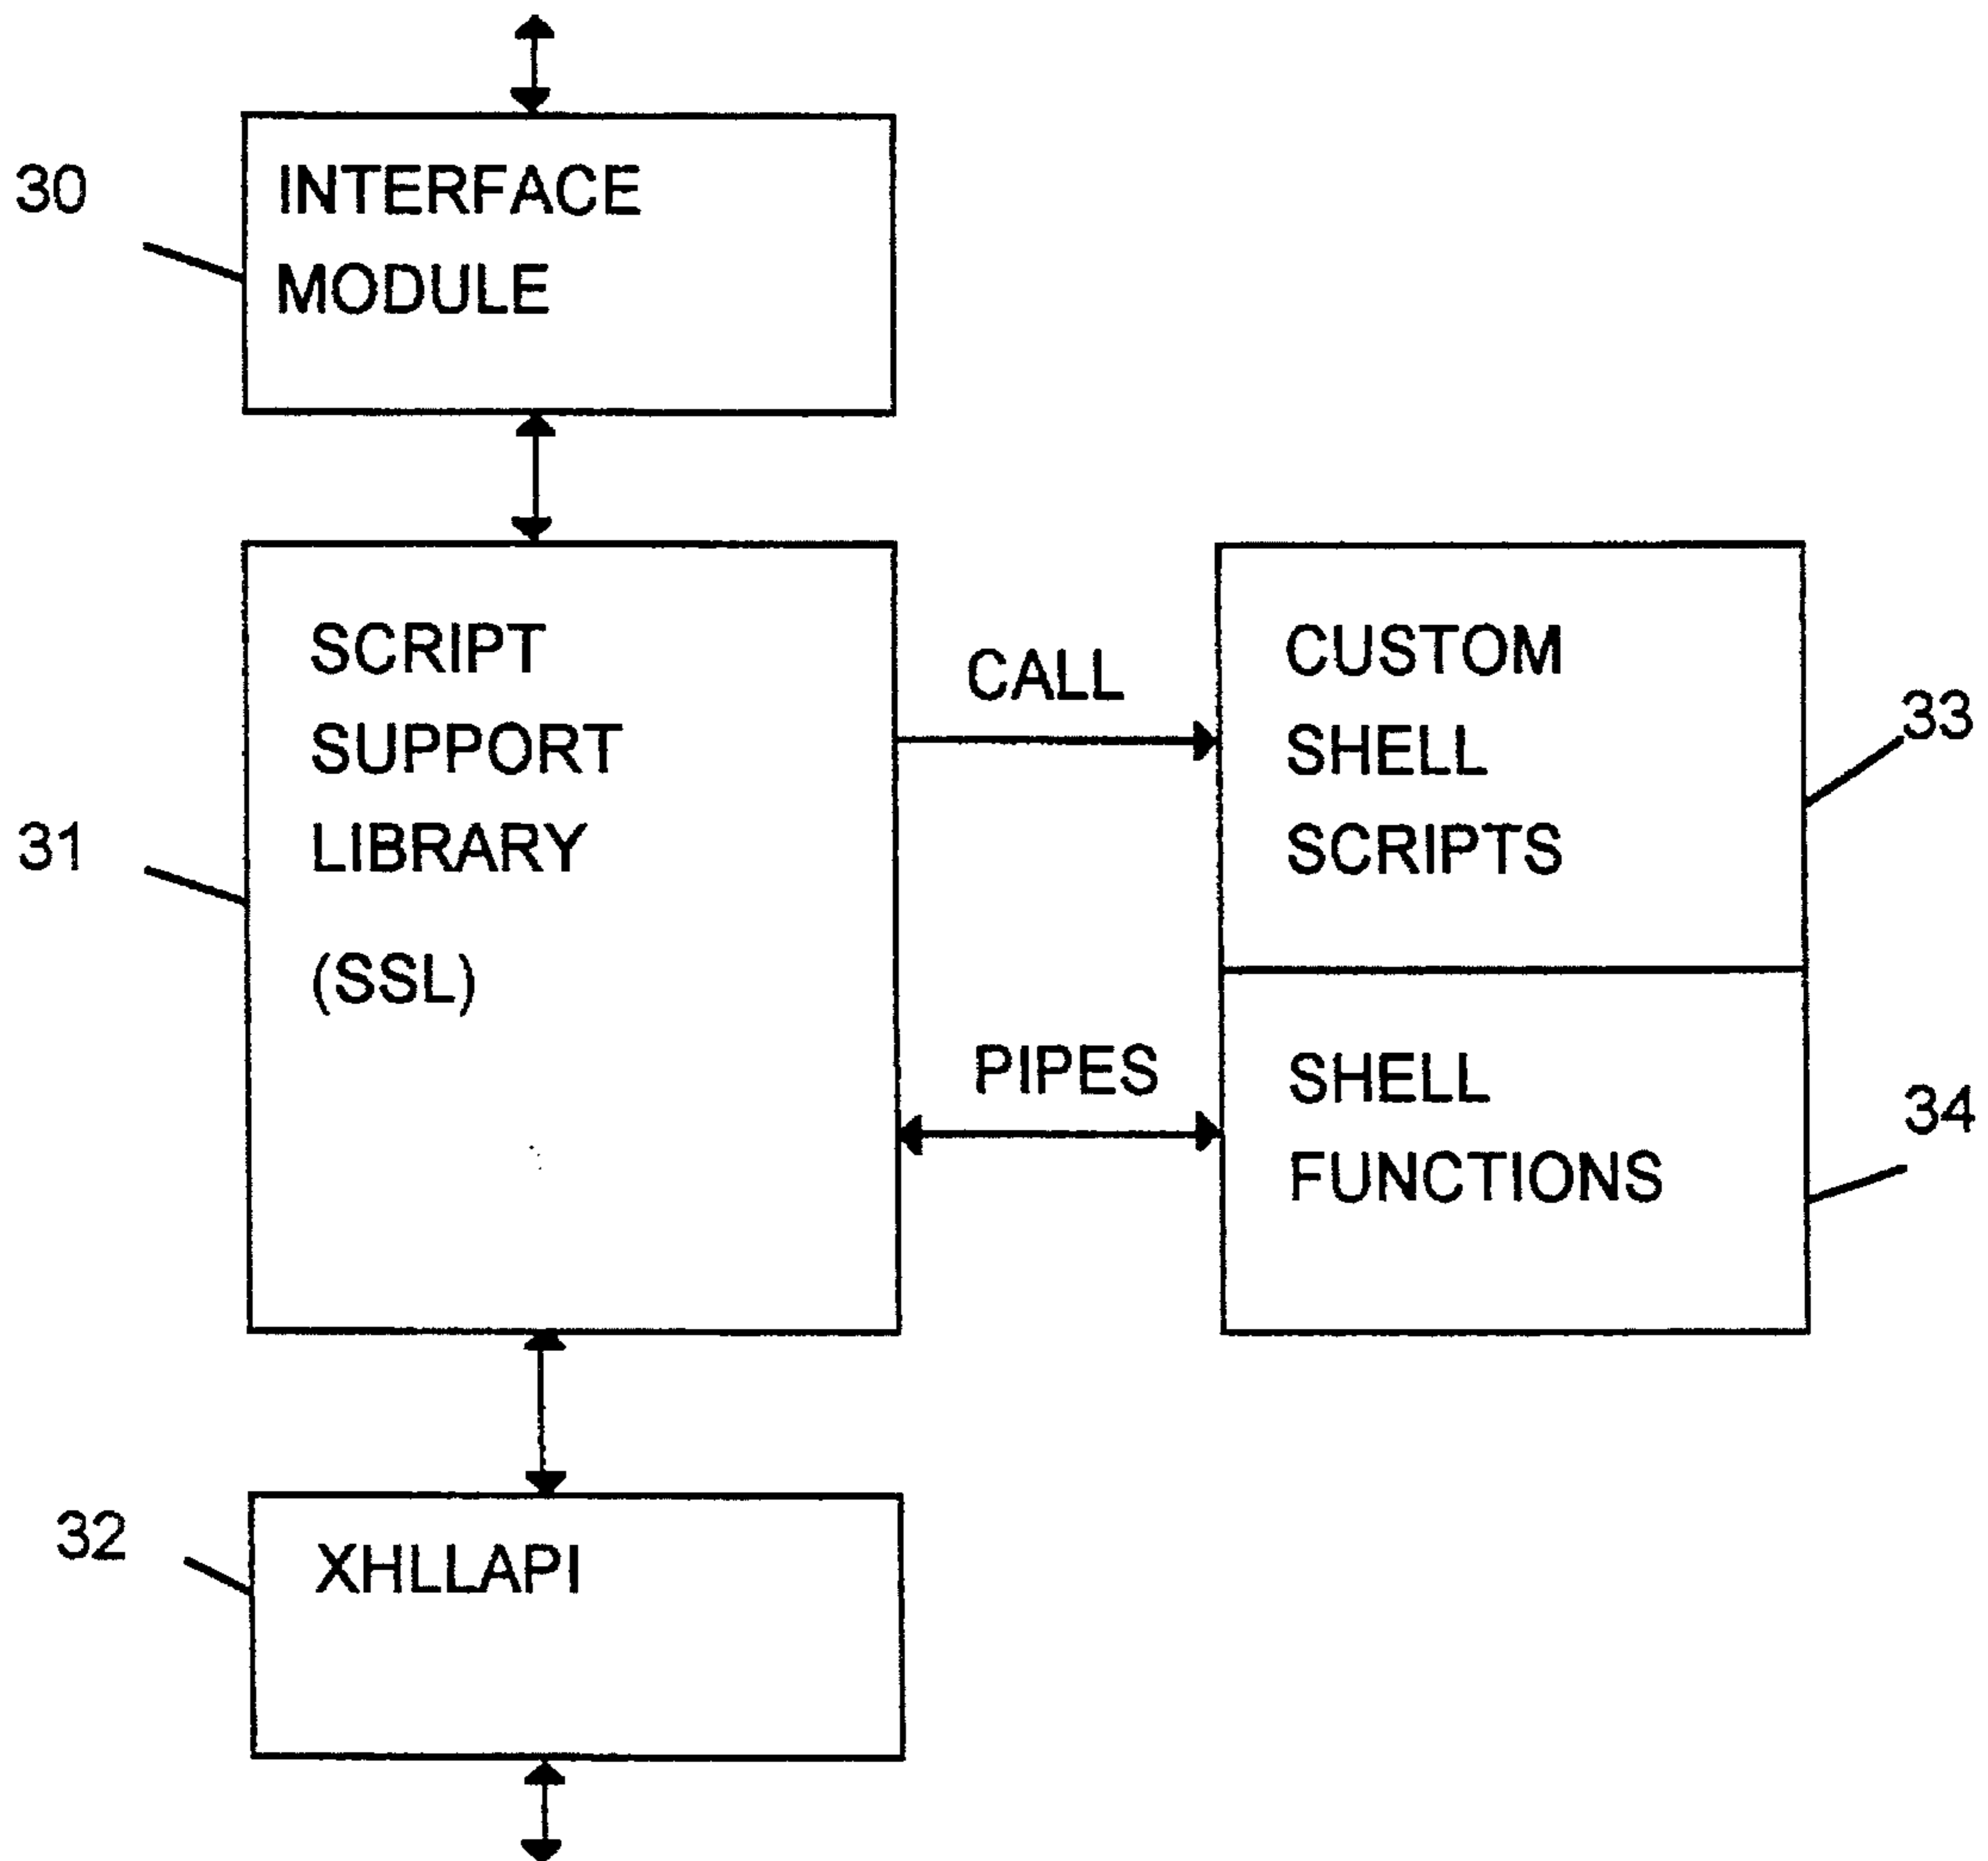 30
INTERFACE
MODULE
31
SCRIPT
SUPPORT
LIBRARY
(SSL)
CALL
PIPES
CUSTOM
SHELL
SCRIPTS
33
SHELL
FUNCTIONS
34
32
XHLLAPI